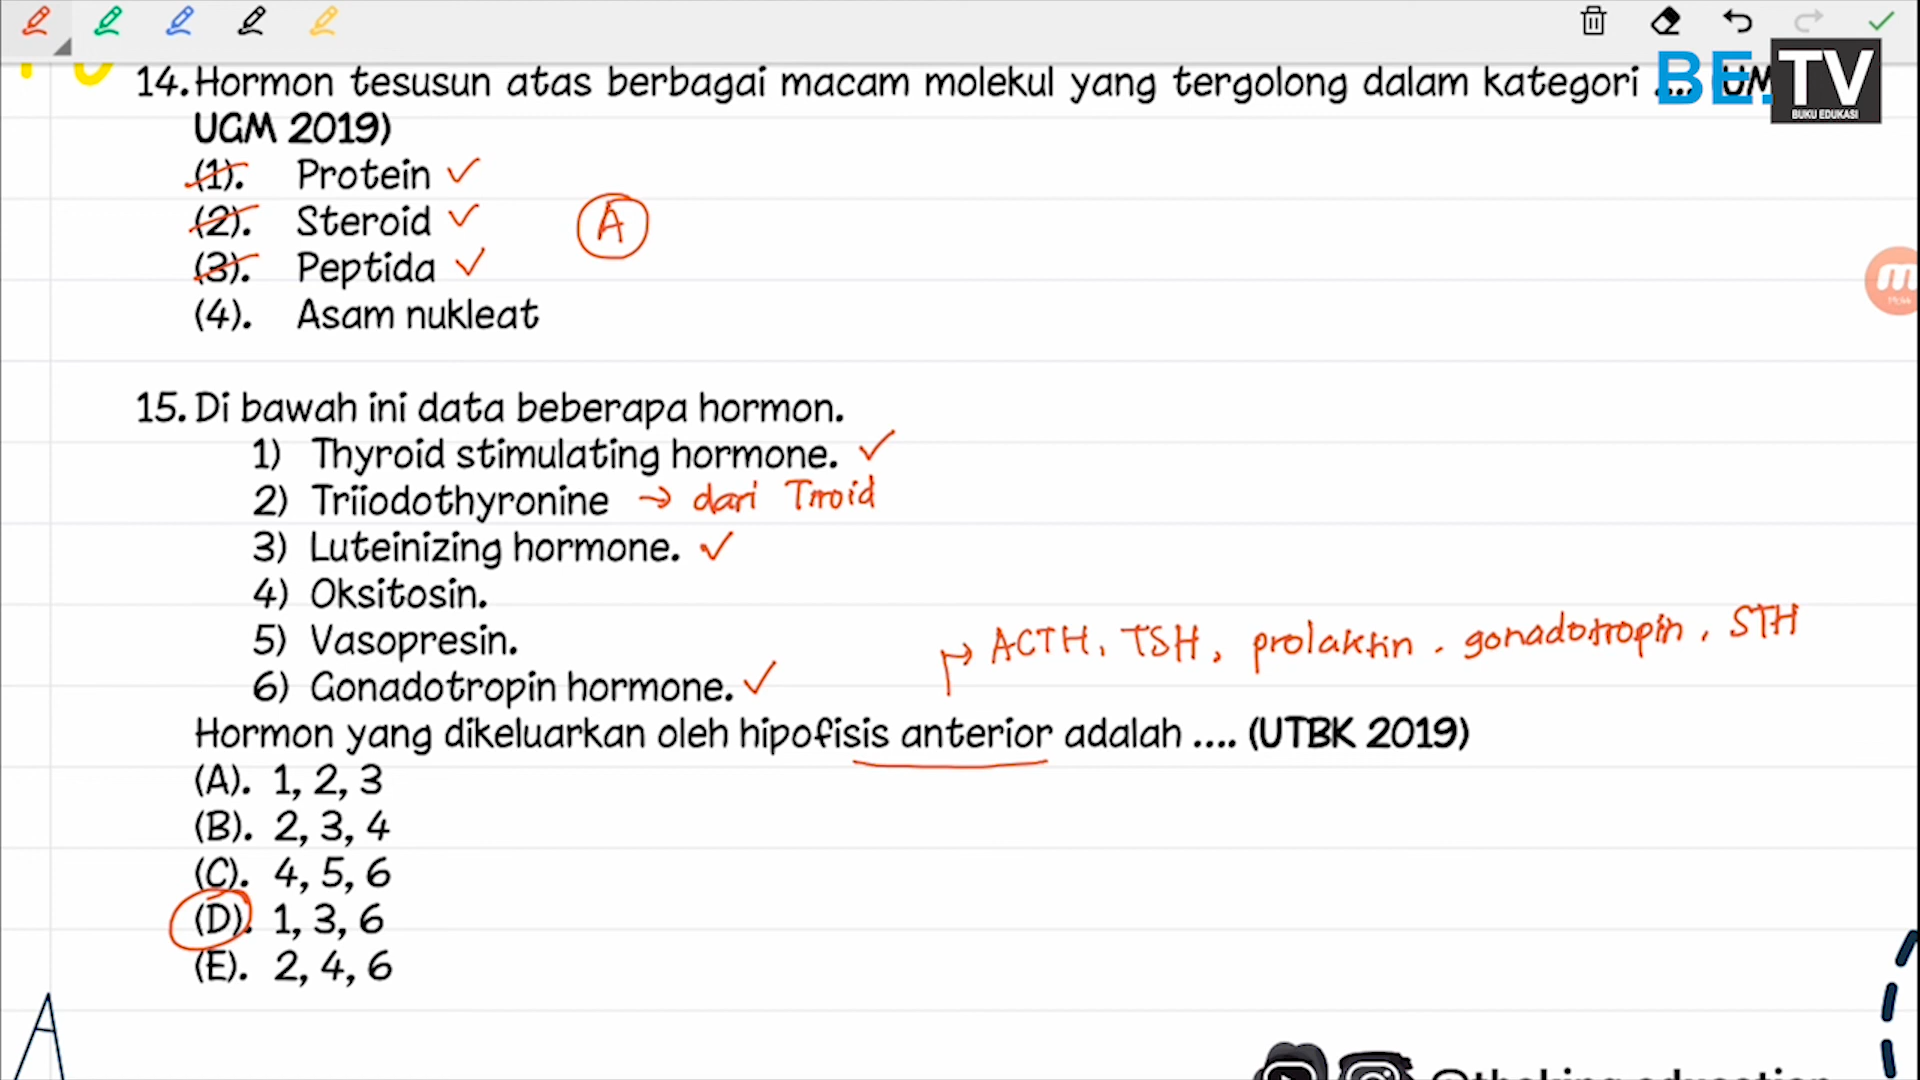 BE.TV
BUKU EDUKASI
14. Hormon tesusun atas berbagai macam molekul yang tergolong dalam kategori .... UM
UGM 2019)
(1). Protein ✓
(2). Steroid ✓
A
(3). Peptida ✓
(4). Asam nukleat
15. Di bawah ini data beberapa hormon.
1) Thyroid stimulating hormone. ✓
2) Triiodothyronine → dari Tiroid
3) Luteinizing hormone. ✓
4) Oksitosin.
5) Vasopresin.
→ ACTH, TSH, prolaktin, gonadotropin, STH
6) Gonadotropin hormone. ✓
Hormon yang dikeluarkan oleh hipofisis anterior adalah .... (UTBK 2019)
(A). 1, 2, 3
(B). 2, 3, 4
(C). 4, 5, 6
(D). 1, 3, 6
(E). 2, 4, 6
A